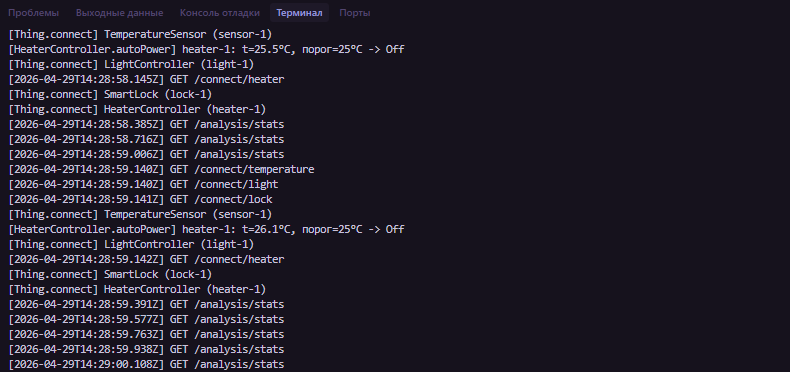 Проблемы Выходные данные Консоль отладки Терминал Порты
[Thing.connect] TemperatureSensor (sensor-1)
[HeaterController.autoPower] heater-1: t=25.5°C, порог=25°C -> Off
[Thing.connect] LightController (light-1)
[2026-04-29T14:28:58.145Z] GET /connect/heater
[Thing.connect] SmartLock (lock-1)
[Thing.connect] HeaterController (heater-1)
[2026-04-29T14:28:58.385Z] GET /analysis/stats
[2026-04-29T14:28:58.716Z] GET /analysis/stats
[2026-04-29T14:28:59.006Z] GET /analysis/stats
[2026-04-29T14:28:59.140Z] GET /connect/temperature
[2026-04-29T14:28:59.140Z] GET /connect/light
[2026-04-29T14:28:59.141Z] GET /connect/lock
[Thing.connect] TemperatureSensor (sensor-1)
[HeaterController.autoPower] heater-1: t=26.1°C, порог=25°C -> Off
[Thing.connect] LightController (light-1)
[2026-04-29T14:28:59.142Z] GET /connect/heater
[Thing.connect] SmartLock (lock-1)
[Thing.connect] HeaterController (heater-1)
[2026-04-29T14:28:59.391Z] GET /analysis/stats
[2026-04-29T14:28:59.577Z] GET /analysis/stats
[2026-04-29T14:28:59.763Z] GET /analysis/stats
[2026-04-29T14:28:59.938Z] GET /analysis/stats
[2026-04-29T14:29:00.108Z] GET /analysis/stats